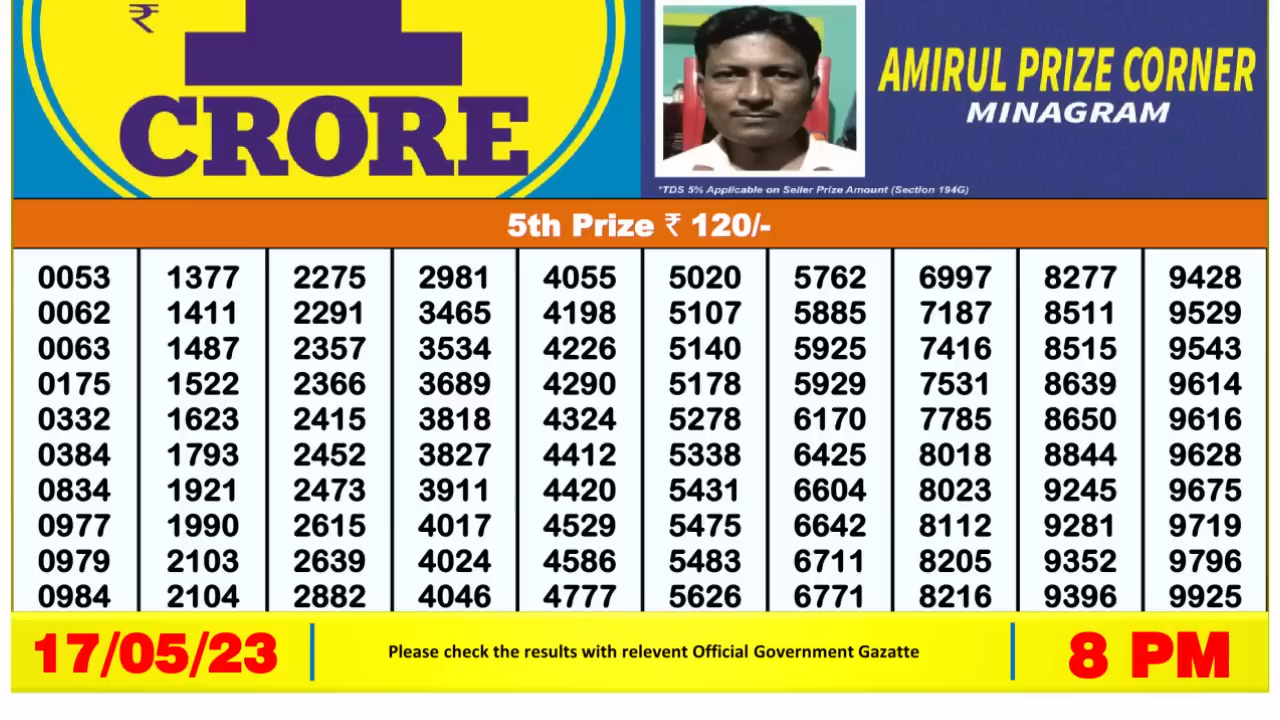 ₹
1
CRORE
AMIRUL PRIZE CORNER
MINAGRAM
*TDS 5% Applicable on Seller Prize Amount (Section 194G)
5th Prize ₹ 120/-
0053 1377 2275 2981 4055 5020 5762 6997 8277 9428
0062 1411 2291 3465 4198 5107 5885 7187 8511 9529
0063 1487 2357 3534 4226 5140 5925 7416 8515 9543
0175 1522 2366 3689 4290 5178 5929 7531 8639 9614
0332 1623 2415 3818 4324 5278 6170 7785 8650 9616
0384 1793 2452 3827 4412 5338 6425 8018 8844 9628
0834 1921 2473 3911 4420 5431 6604 8023 9245 9675
0977 1990 2615 4017 4529 5475 6642 8112 9281 9719
0979 2103 2639 4024 4586 5483 6711 8205 9352 9796
0984 2104 2882 4046 4777 5626 6771 8216 9396 9925
17/05/23 Please check the results with relevent Official Government Gazatte 8 PM